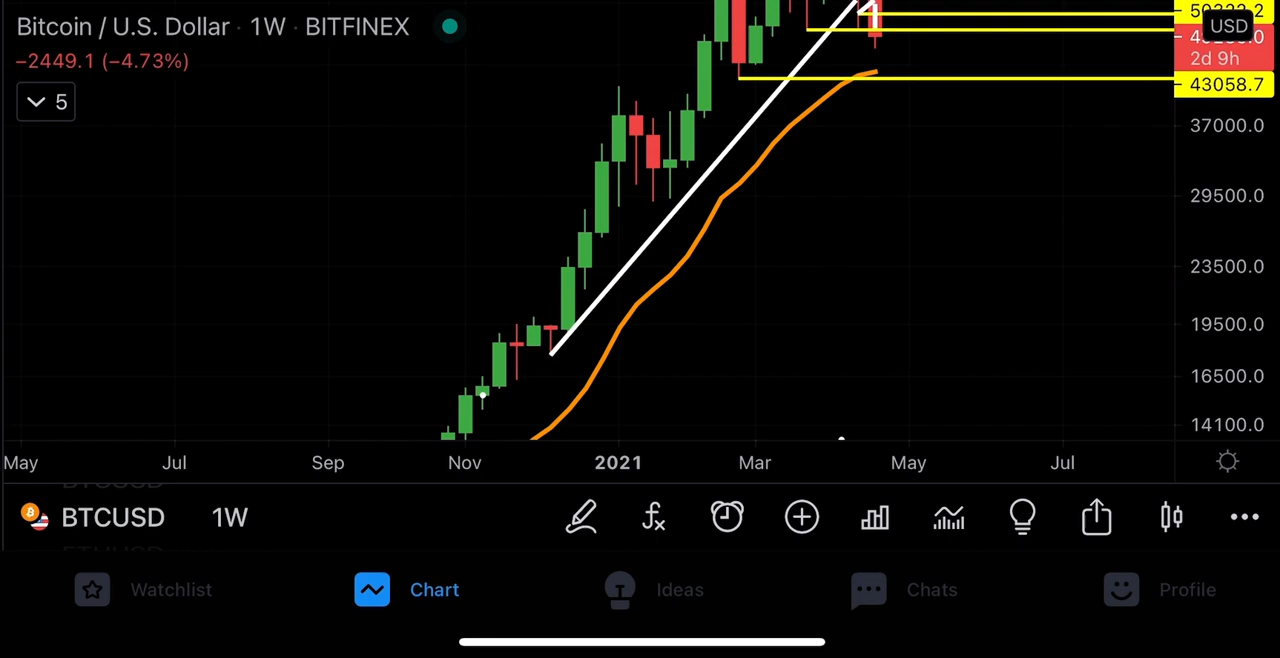 Bitcoin / U.S. Dollar · 1W · BITFINEX
−2449.1 (−4.73%)
5
USD
2d 9h
43058.7
37000.0
29500.0
23500.0
19500.0
16500.0
14100.0
May Jul Sep Nov 2021 Mar May Jul
BTCUSD 1W
Watchlist Chart Ideas Chats Profile